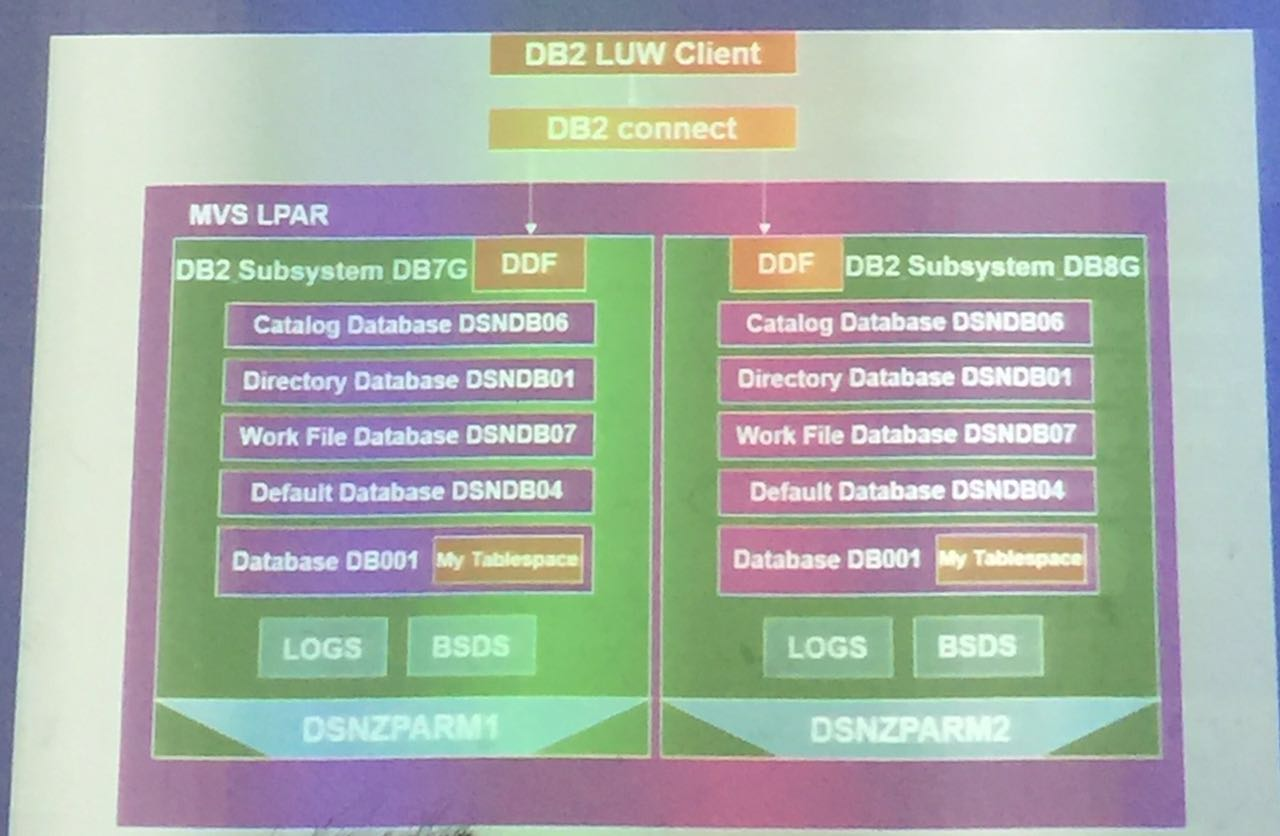 DB2 LUW Client
DB2 connect
MVS LPAR
DB2 Subsystem DB7G
DDF
Catalog Database DSNDB06
Directory Database DSNDB01
Work File Database DSNDB07
Default Database DSNDB04
Database DB001
My Tablespace
LOGS
BSDS
DSNZPARM1
DDF
DB2 Subsystem DB8G
Catalog Database DSNDB06
Directory Database DSNDB01
Work File Database DSNDB07
Default Database DSNDB04
Database DB001
My Tablespace
LOGS
BSDS
DSNZPARM2